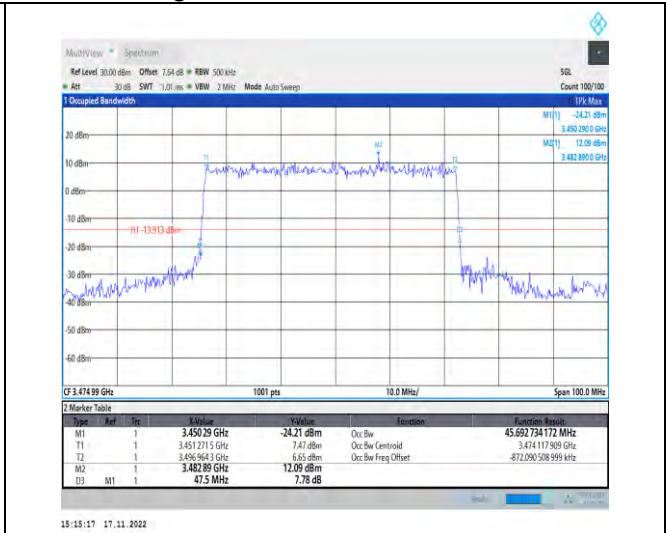 MultiView Spectrum
Ref Level 30.00 dBm Offset 7.64 dB RBW 500 kHz SGL
Att 30 dB SWT 1.01 ms VBW 2 MHz Mode Auto Sweep Count 100/100
1 Occupied Bandwidth 1Pk Max
M1[1] -24.21 dBm
3.450 2900 GHz
M2[1] 12.09 dBm
3.482 8900 GHz
20 dBm
10 dBm
0 dBm
-10 dBm
-20 dBm
-30 dBm
-40 dBm
-50 dBm
-60 dBm
T1
M2
T2
H1 -13.913 dBm
CF 3.474 99 GHz 1001 pts 10.0 MHz/ Span 100.0 MHz
2 Marker Table
Type Ref Trc X-Value Y-Value Function Function Result
M1 1 3.450 29 GHz -24.21 dBm Occ Bw 45.692 734 172 MHz
T1 1 3.451 271 5 GHz 7.47 dBm Occ Bw Centroid 3.474 117 909 GHz
T2 1 3.496 964 3 GHz 6.65 dBm Occ Bw Freq Offset -872.090 508 999 kHz
M2 1 3.482 89 GHz 12.09 dBm
D3 M1 1 47.5 MHz 7.78 dB
15:15:17 17.11.2022